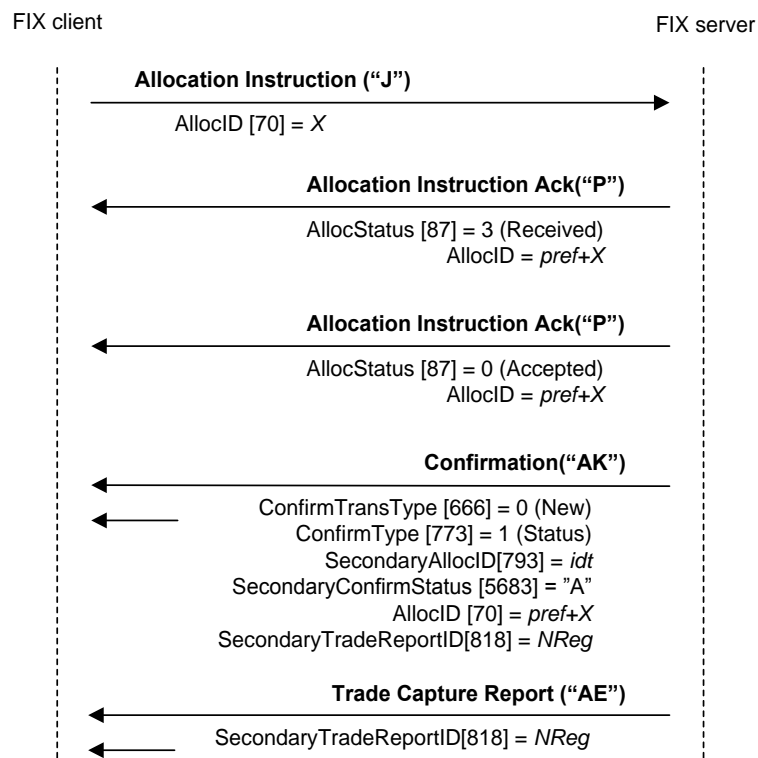 FIX client
FIX server
Allocation Instruction (“J”)
AllocID [70] = X
Allocation Instruction Ack(“P”)
AllocStatus [87] = 3 (Received)
AllocID = pref+X
Allocation Instruction Ack(“P”)
AllocStatus [87] = 0 (Accepted)
AllocID = pref+X
Confirmation(“AK”)
ConfirmTransType [666] = 0 (New)
ConfirmType [773] = 1 (Status)
SecondaryAllocID[793] = idt
SecondaryConfirmStatus [5683] = ”A”
AllocID [70] = pref+X
SecondaryTradeReportID[818] = NReg
Trade Capture Report (“AE”)
SecondaryTradeReportID[818] = NReg